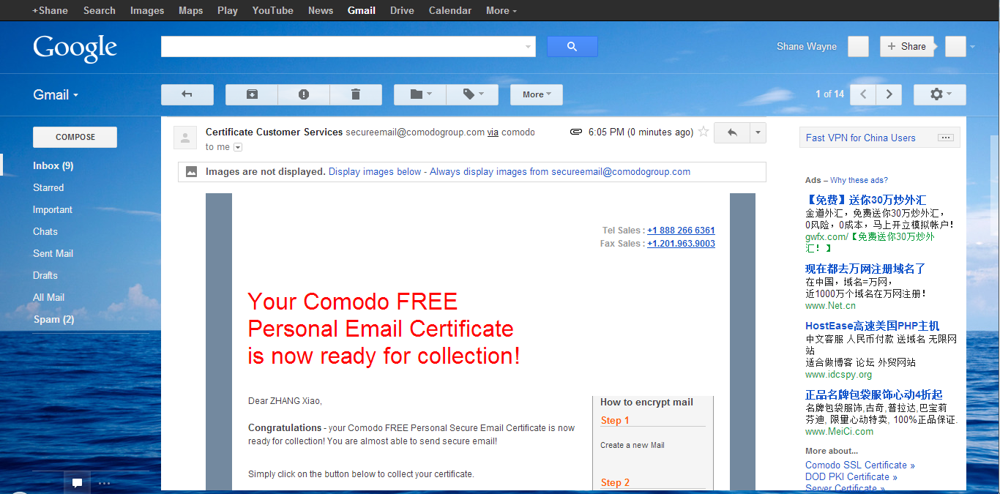 +Shane Search Images Maps Play YouTube News Gmail Drive Calendar More
Google
Shane Wayne
+ Share
Gmail
More
1 of 14
COMPOSE
Inbox (9)
Starred
Important
Chats
Sent Mail
Drafts
All Mail
Spam (2)
Certificate Customer Services secureemail@comodogroup.com via comodo
6:05 PM (0 minutes ago)
to me
Images are not displayed. Display images below - Always display images from secureemail@comodogroup.com
Tel Sales : +1 888 266 6361
Fax Sales : +1.201.963.9003
Your Comodo FREE
Personal Email Certificate
is now ready for collection!
Dear ZHANG Xiao,
Congratulations - your Comodo FREE Personal Secure Email Certificate is now
ready for collection! You are almost able to send secure email!
Simply click on the button below to collect your certificate.
How to encrypt mail
Step 1
Create a new Mail
Step 2
Fast VPN for China Users
Ads – Why these ads?
【免费】送你30万炒外汇
金道外汇，免费送你30万炒外汇，
0风险，0成本，马上开立模拟帐户！
gwfx.com/【免费送你30万炒外
汇！】
现在都去万网注册域名了
在中国，域名=万网，
近1000万个域名在万网注册！
www.Net.cn
HostEase高速美国PHP主机
中文客服 人民币付款 送域名 无限网
站
适合做博客 论坛 外贸网站
www.idcspy.org
正品名牌包袋服饰心动4折起
名牌包袋服饰,古奇,普拉达,巴宝莉
芬迪, 限量心动特卖, 100%正品保证.
www.MeiCi.com
More about...
Comodo SSL Certificate »
DOD PKI Certificate »
Server Certificate »